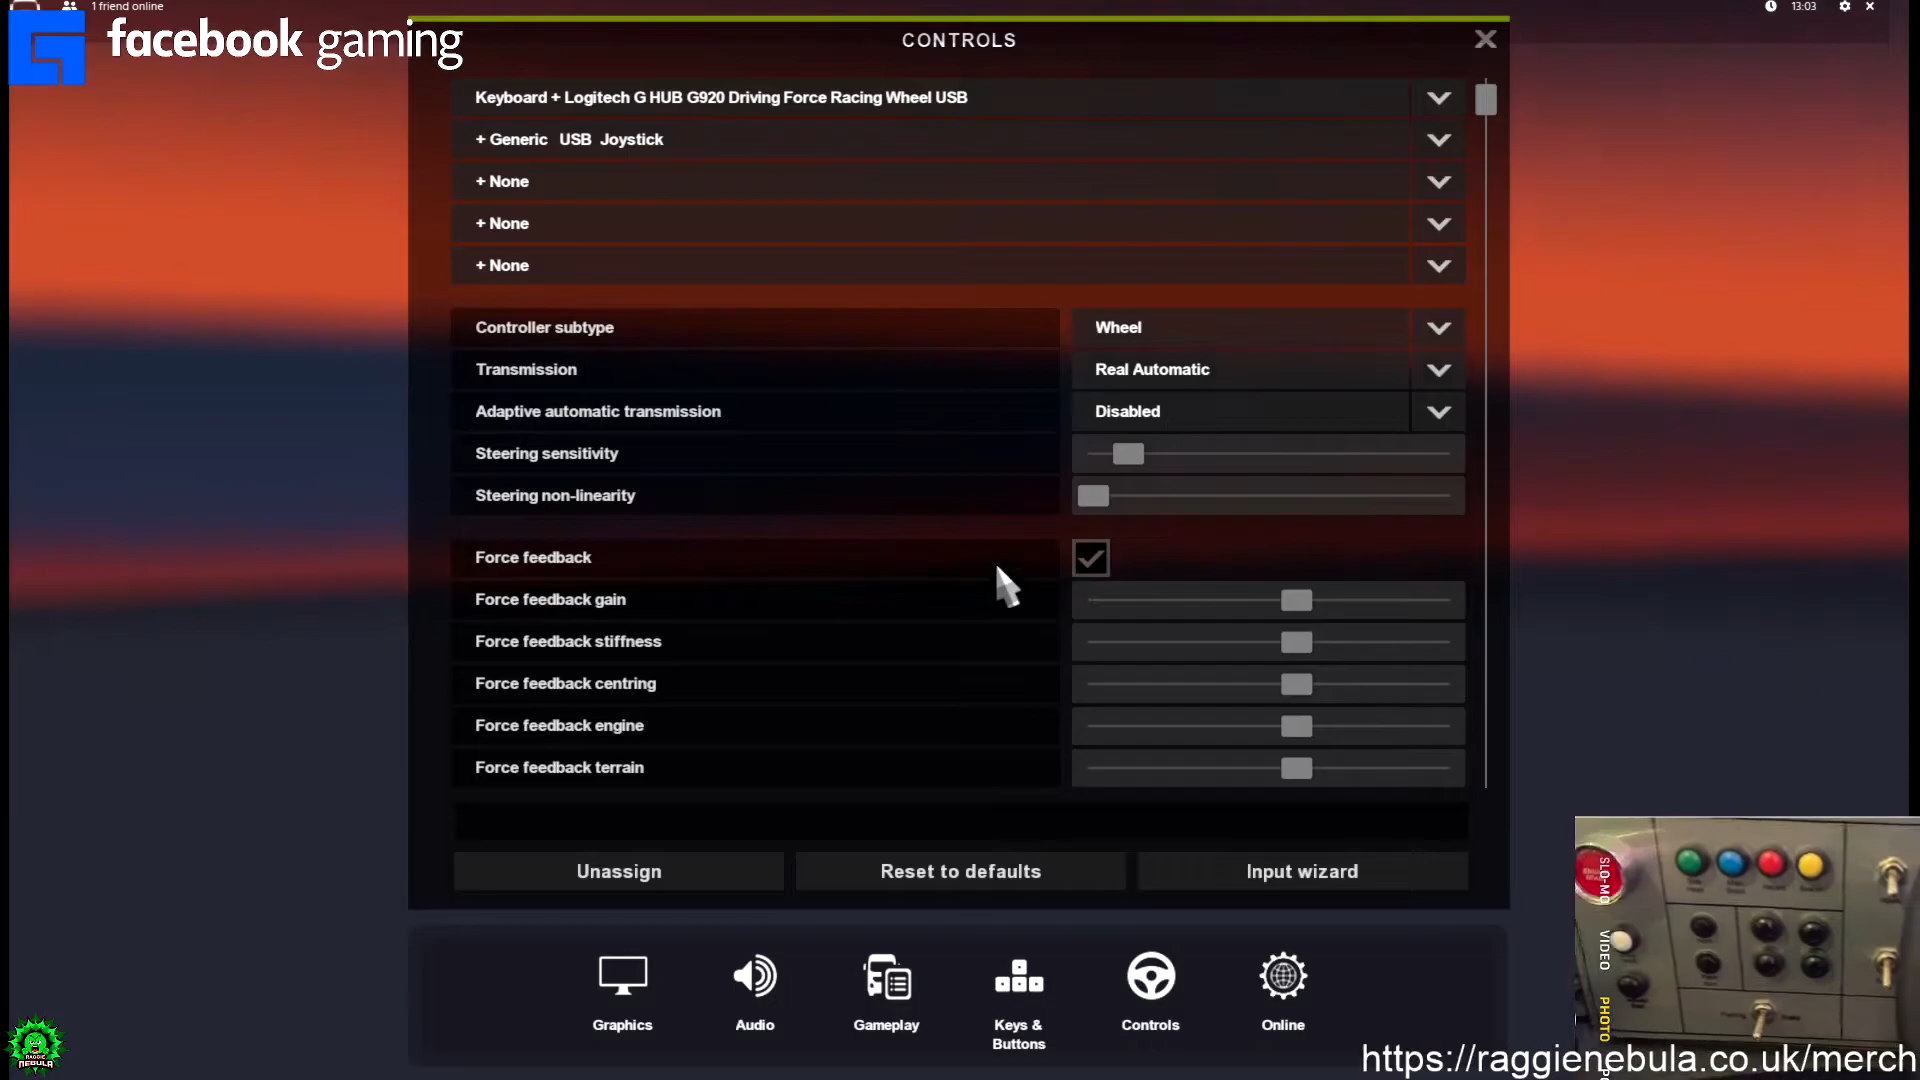 1 friend online
13:03
facebook gaming
CONTROLS
Keyboard + Logitech G HUB G920 Driving Force Racing Wheel USB
+ Generic USB Joystick
+ None
+ None
+ None
Controller subtype
Wheel
Transmission
Real Automatic
Adaptive automatic transmission
Disabled
Steering sensitivity
Steering non-linearity
Force feedback
Force feedback gain
Force feedback stiffness
Force feedback centring
Force feedback engine
Force feedback terrain
Unassign
Reset to defaults
Input wizard
Graphics
Audio
Gameplay
Keys &
Buttons
Controls
Online
SLO-MO
VIDEO
PHOTO
RAGGIE
NEBULA
https://raggienebula.co.uk/merch